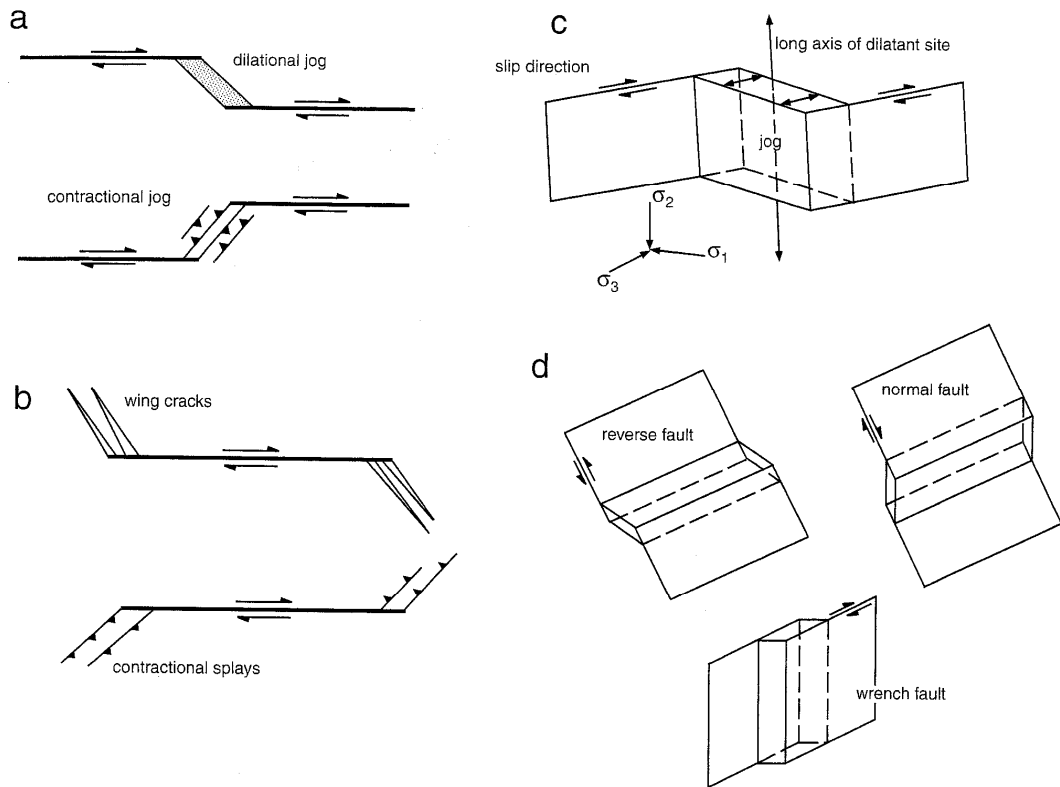 a
dilational jog
contractional jog
b
wing cracks
contractional splays
c
long axis of dilatant site
slip direction
jog
σ2
σ1
σ3
d
reverse fault
normal fault
wrench fault